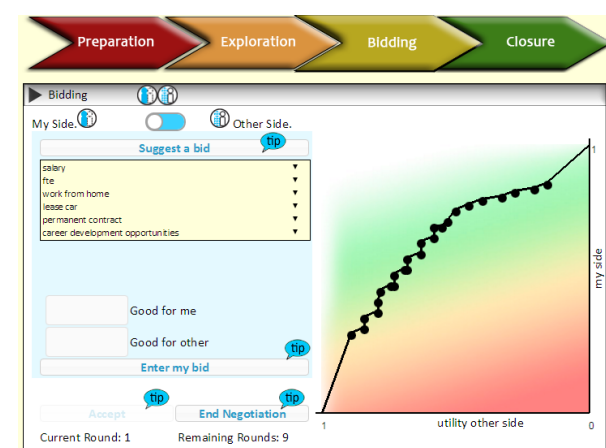 Preparation Exploration Bidding Closure
Bidding
My Side. Other Side.
tip
Suggest a bid
salary
fte
work from home
lease car
permanent contract
career development opportunities
Good for me
Good for other
tip
Enter my bid
tip tip
Accept End Negotiation
Current Round: 1 Remaining Rounds: 9
1
my side
1 utility other side 0